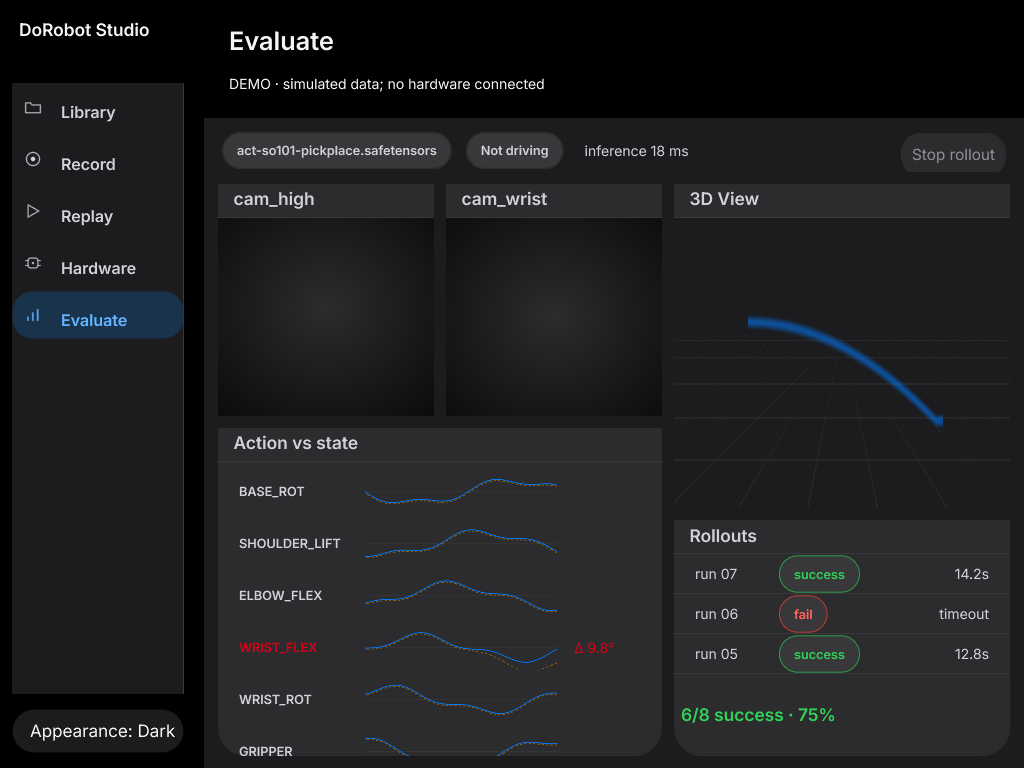 DoRobot Studio
Library
Record
Replay
Hardware
Evaluate
Appearance: Dark
Evaluate
DEMO · simulated data; no hardware connected
act-so101-pickplace.safetensors
Not driving
inference 18 ms
Stop rollout
cam_high
cam_wrist
3D View
Action vs state
BASE_ROT
SHOULDER_LIFT
ELBOW_FLEX
WRIST_FLEX Δ 9.8°
WRIST_ROT
GRIPPER
Rollouts
run 07 success 14.2s
run 06 fail timeout
run 05 success 12.8s
6/8 success · 75%